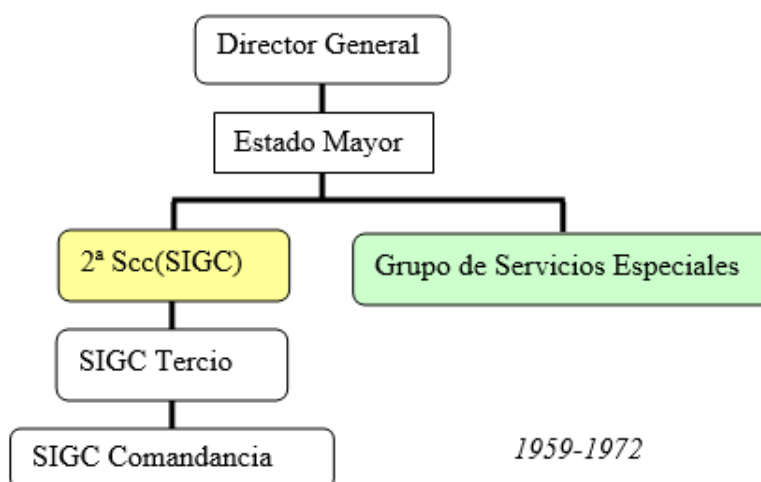 Director General
Estado Mayor
2ª Scc(SIGC)
Grupo de Servicios Especiales
SIGC Tercio
SIGC Comandancia
1959-1972